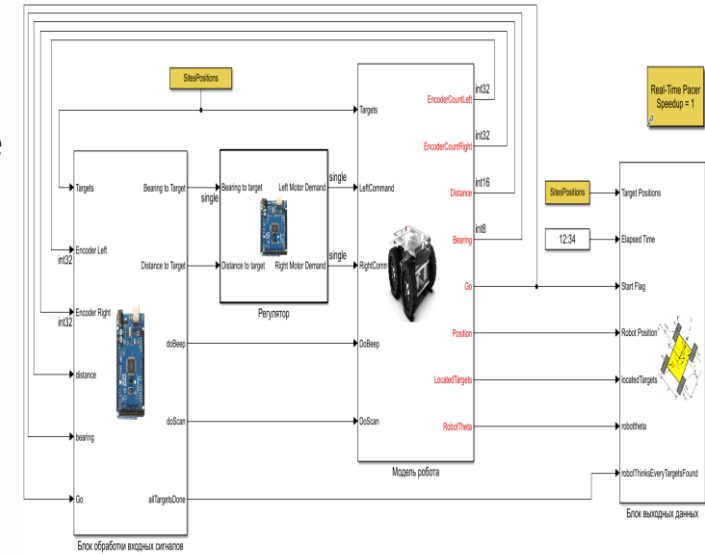 SitesPositions
Real-Time Pacer
Speedup = 1
е
Targets
Encoder Left
int32
Encoder Right
int32
distance
bearing
Go
Bearing to Target
single
Distance to Target
doBeep
doScan
allTargetsDone
Блок обработки входных сигналов
Bearing to target
Distance to target
Left Motor Demand
single
Right Motor Demand
single
Регулятор
Targets
LeftCommand
RightComm
DoBeep
DoScan
EncoderCountLeft
int32
EncoderCountRight
int32
Distance
int16
Bearing
int8
Go
Position
LocatedTargets
RobotTheta
Модель робота
SitesPositions
12:34
Target Positions
Elapsed Time
Start Flag
Robot Position
locatedTargets
robottheta
robotThinksEveryTargetsFound
Блок выходных данных